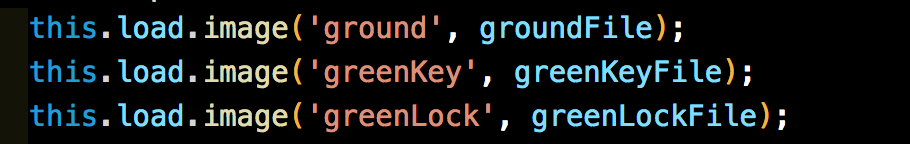 this.load.image('ground', groundFile);
this.load.image('greenKey', greenKeyFile);
this.load.image('greenLock', greenLockFile);